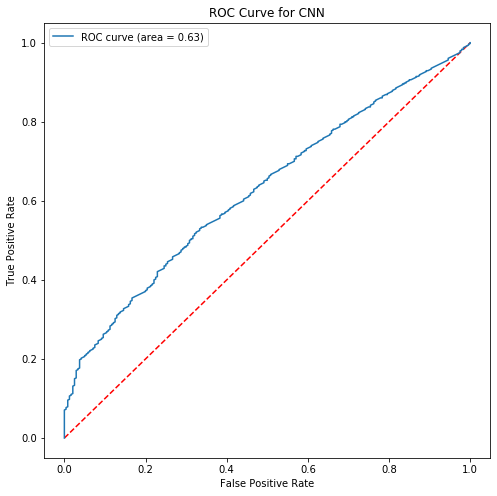 ROC Curve for CNN
ROC curve (area = 0.63)
1.0
0.8
0.6
0.4
0.2
0.0
True Positive Rate
0.0 0.2 0.4 0.6 0.8 1.0
False Positive Rate